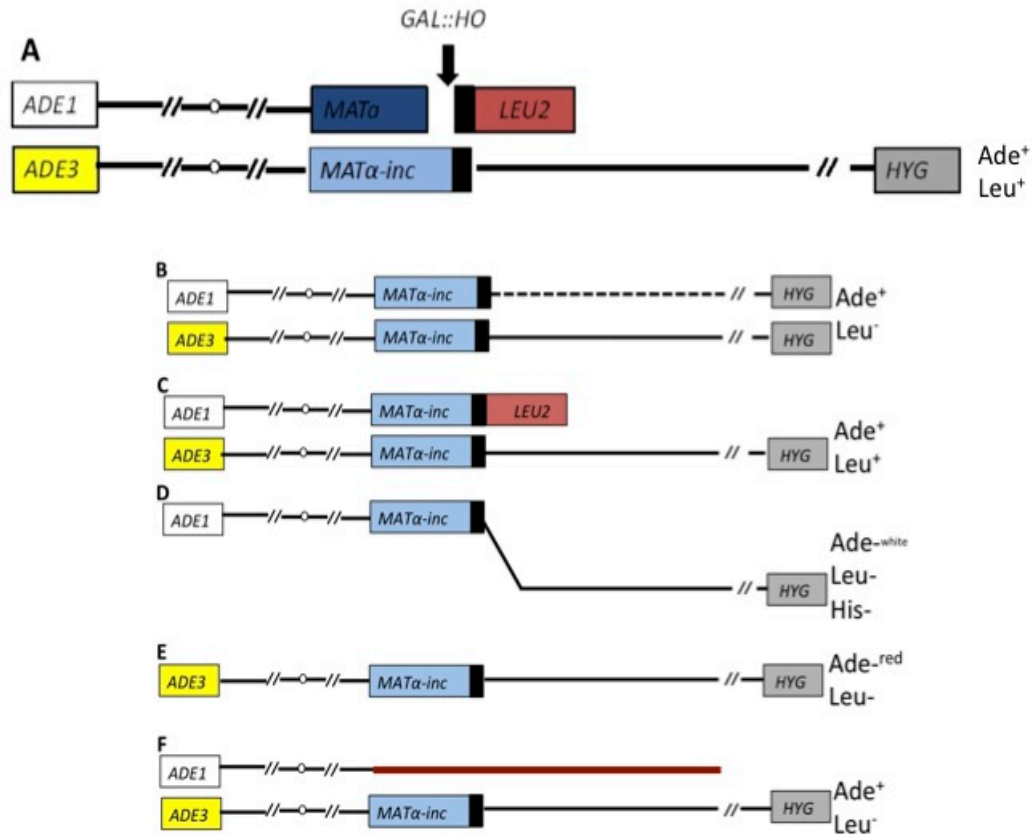 GAL::HO
A
ADE1 MATa LEU2
ADE3 MATα-inc HYG Ade+
Leu+
B
ADE1 MATα-inc HYG Ade+
ADE3 MATα-inc HYG Leu-
C
ADE1 MATα-inc LEU2
ADE3 MATα-inc HYG Ade+
Leu+
D
ADE1 MATα-inc
HYG Ade-white
Leu-
His-
E
ADE3 MATα-inc HYG Ade-red
Leu-
F
ADE1
ADE3 MATα-inc HYG Ade+
Leu-